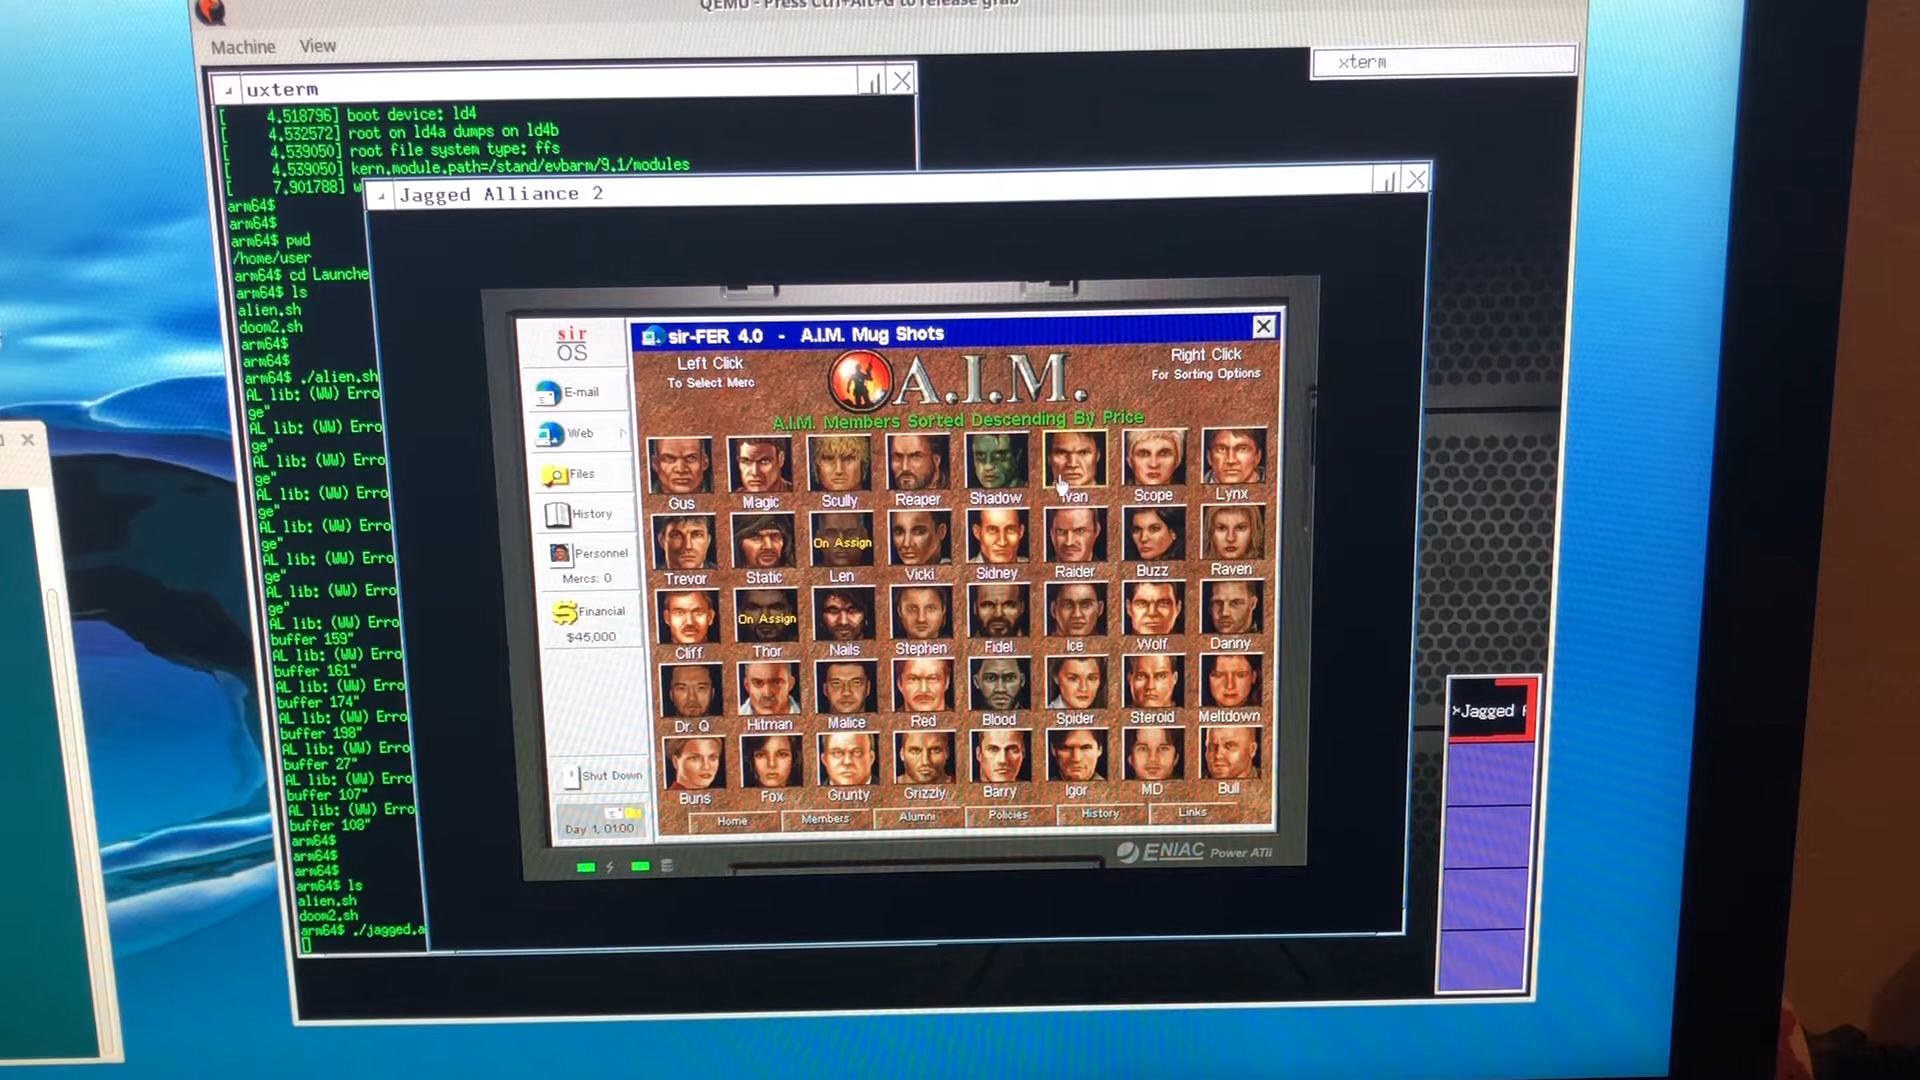 QEMU - Press Ctrl+Alt+G to release grab
Machine View
xterm
uxterm
[ 4.518796] boot device: ld4
[ 4.532572] root on ld4a dumps on ld4b
[ 4.539050] root file system type: ffs
[ 4.539050] kern.module.path=/stand/evbarm/9.1/modules
[ 7.901788] w
arm64$
arm64$
arm64$ pwd
/home/user
arm64$ cd Launche
arm64$ ls
alien.sh
doom2.sh
arm64$
arm64$
arm64$ ./alien.sh
AL lib: (WW) Erro
ge"
AL lib: (WW) Erro
ge"
AL lib: (WW) Erro
ge"
AL lib: (WW) Erro
ge"
AL lib: (WW) Erro
ge"
AL lib: (WW) Erro
ge"
AL lib: (WW) Erro
ge"
AL lib: (WW) Erro
buffer 159"
AL lib: (WW) Erro
buffer 161
AL lib: (WW) Erro
buffer 174"
AL lib: (WW) Erro
buffer 198"
AL lib: (WW) Erro
buffer 27"
AL lib: (WW) Erro
buffer 107"
AL lib: (WW) Erro
buffer 108"
arm64$
arm64$
arm64$
arm64$ ls
alien.sh
doom2.sh
arm64$ ./jagged.a
Jagged Alliance 2
sir
OS
E-mail
Web
Files
History
Personnel
Mercs: 0
Financial
$45,000
Shut Down
Day 1, 01:00
sir-FER 4.0 - A.I.M. Mug Shots
Left Click
To Select Merc
A.I.M.
Right Click
For Sorting Options
A.I.M. Members Sorted Descending By Price
Gus Magic Scully Reaper Shadow Ivan Scope Lynx
On Assign
Trevor Static Len Vicki Sidney Raider Buzz Raven
On Assign
Cliff Thor Nails Stephen Fidel Ice Wolf Danny
Dr. Q Hitman Malice Red Blood Spider Steroid Meltdown
Buns Fox Grunty Grizzly Barry Igor MD Bull
Home Members Alumni Policies History Links
ENIAC Power ATii
Jagged